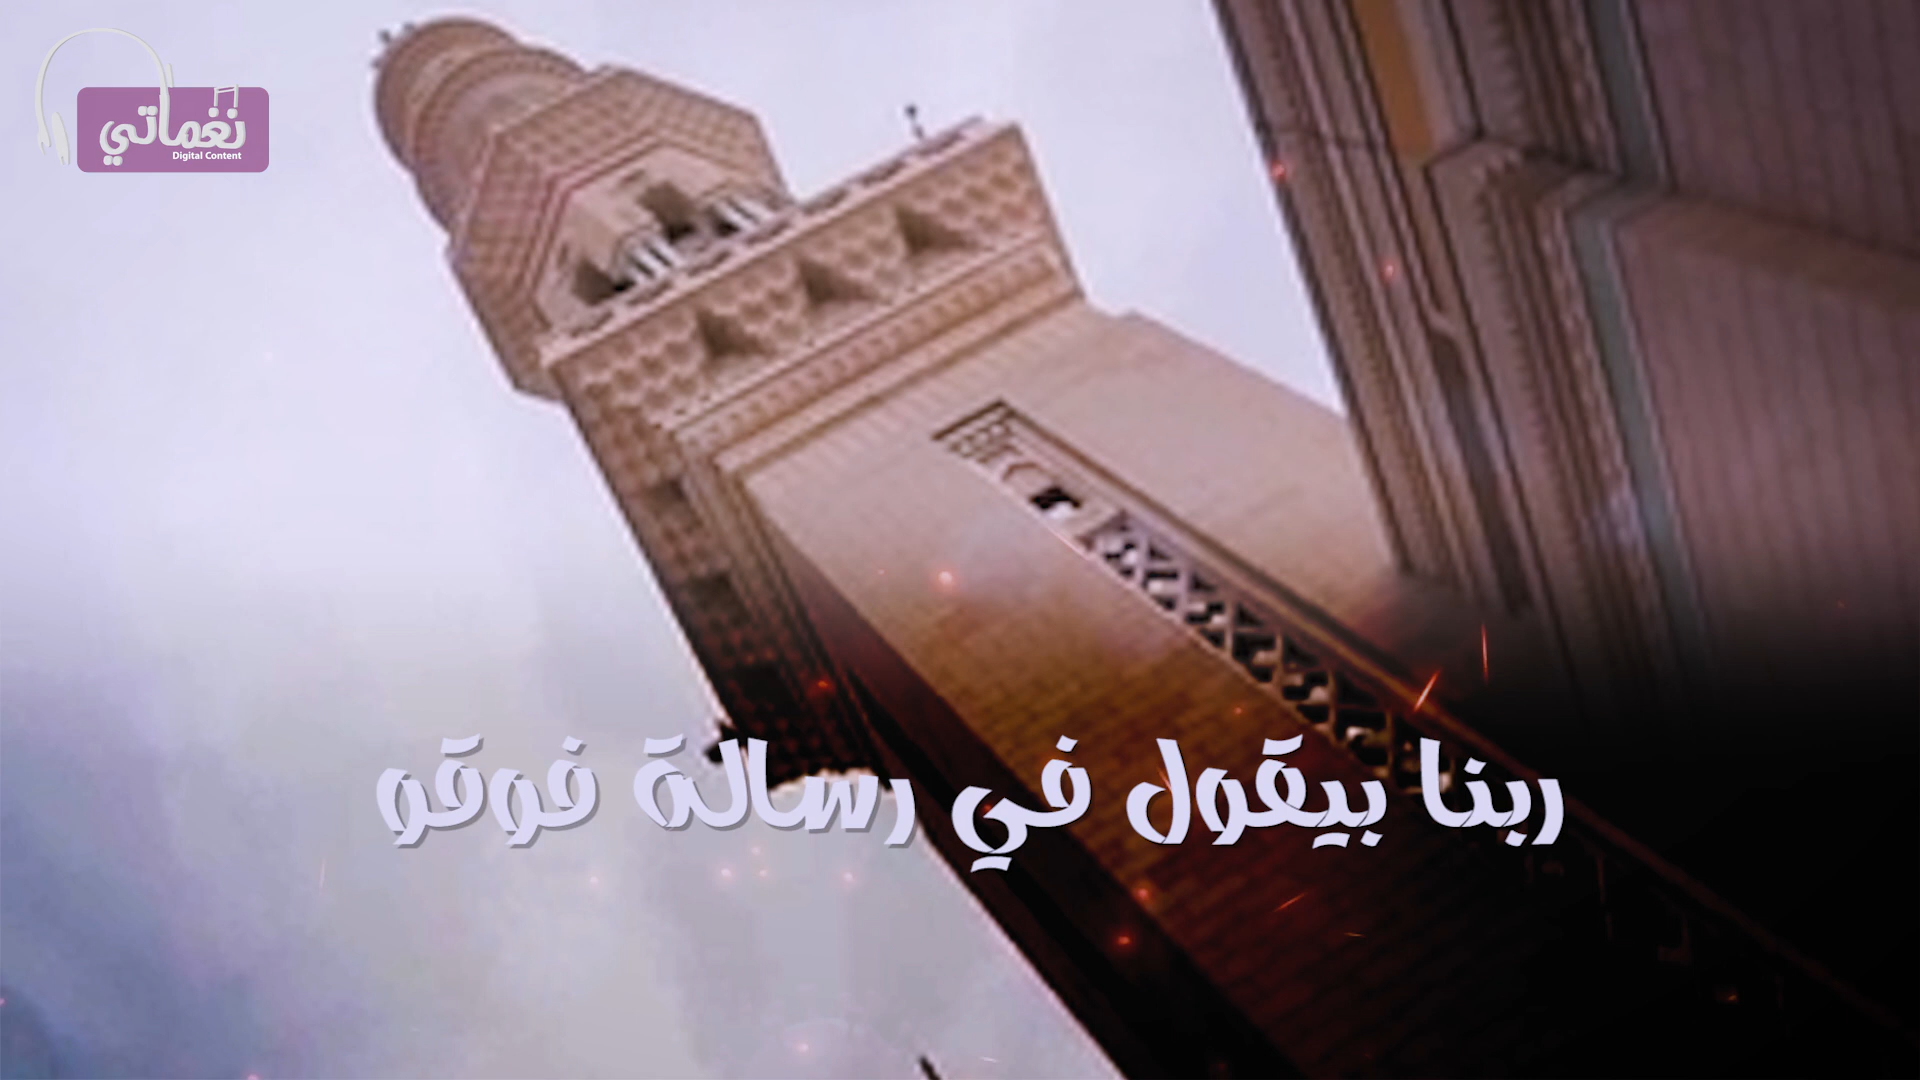 نغماتي
Digital Content
ربنا بيقول في رسالة فوقو